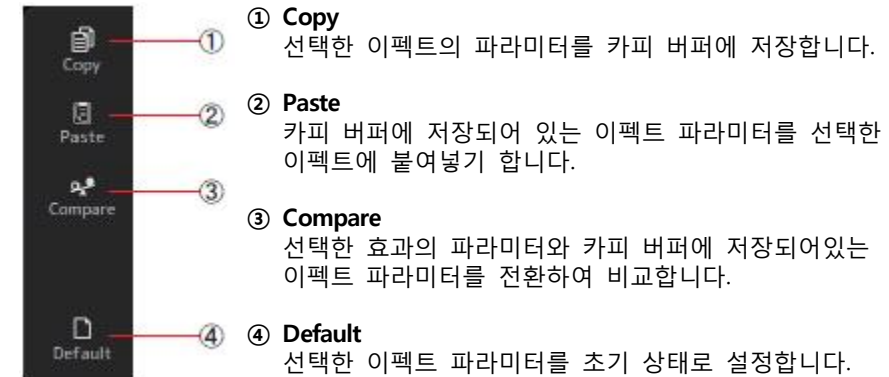 Copy
①
Paste
②
Compare
③
Default
④
① Copy
선택한 이펙트의 파라미터를 카피 버퍼에 저장합니다.
② Paste
카피 버퍼에 저장되어 있는 이펙트 파라미터를 선택한
이펙트에 붙여넣기 합니다.
③ Compare
선택한 효과의 파라미터와 카피 버퍼에 저장되어있는
이펙트 파라미터를 전환하여 비교합니다.
④ Default
선택한 이펙트 파라미터를 초기 상태로 설정합니다.